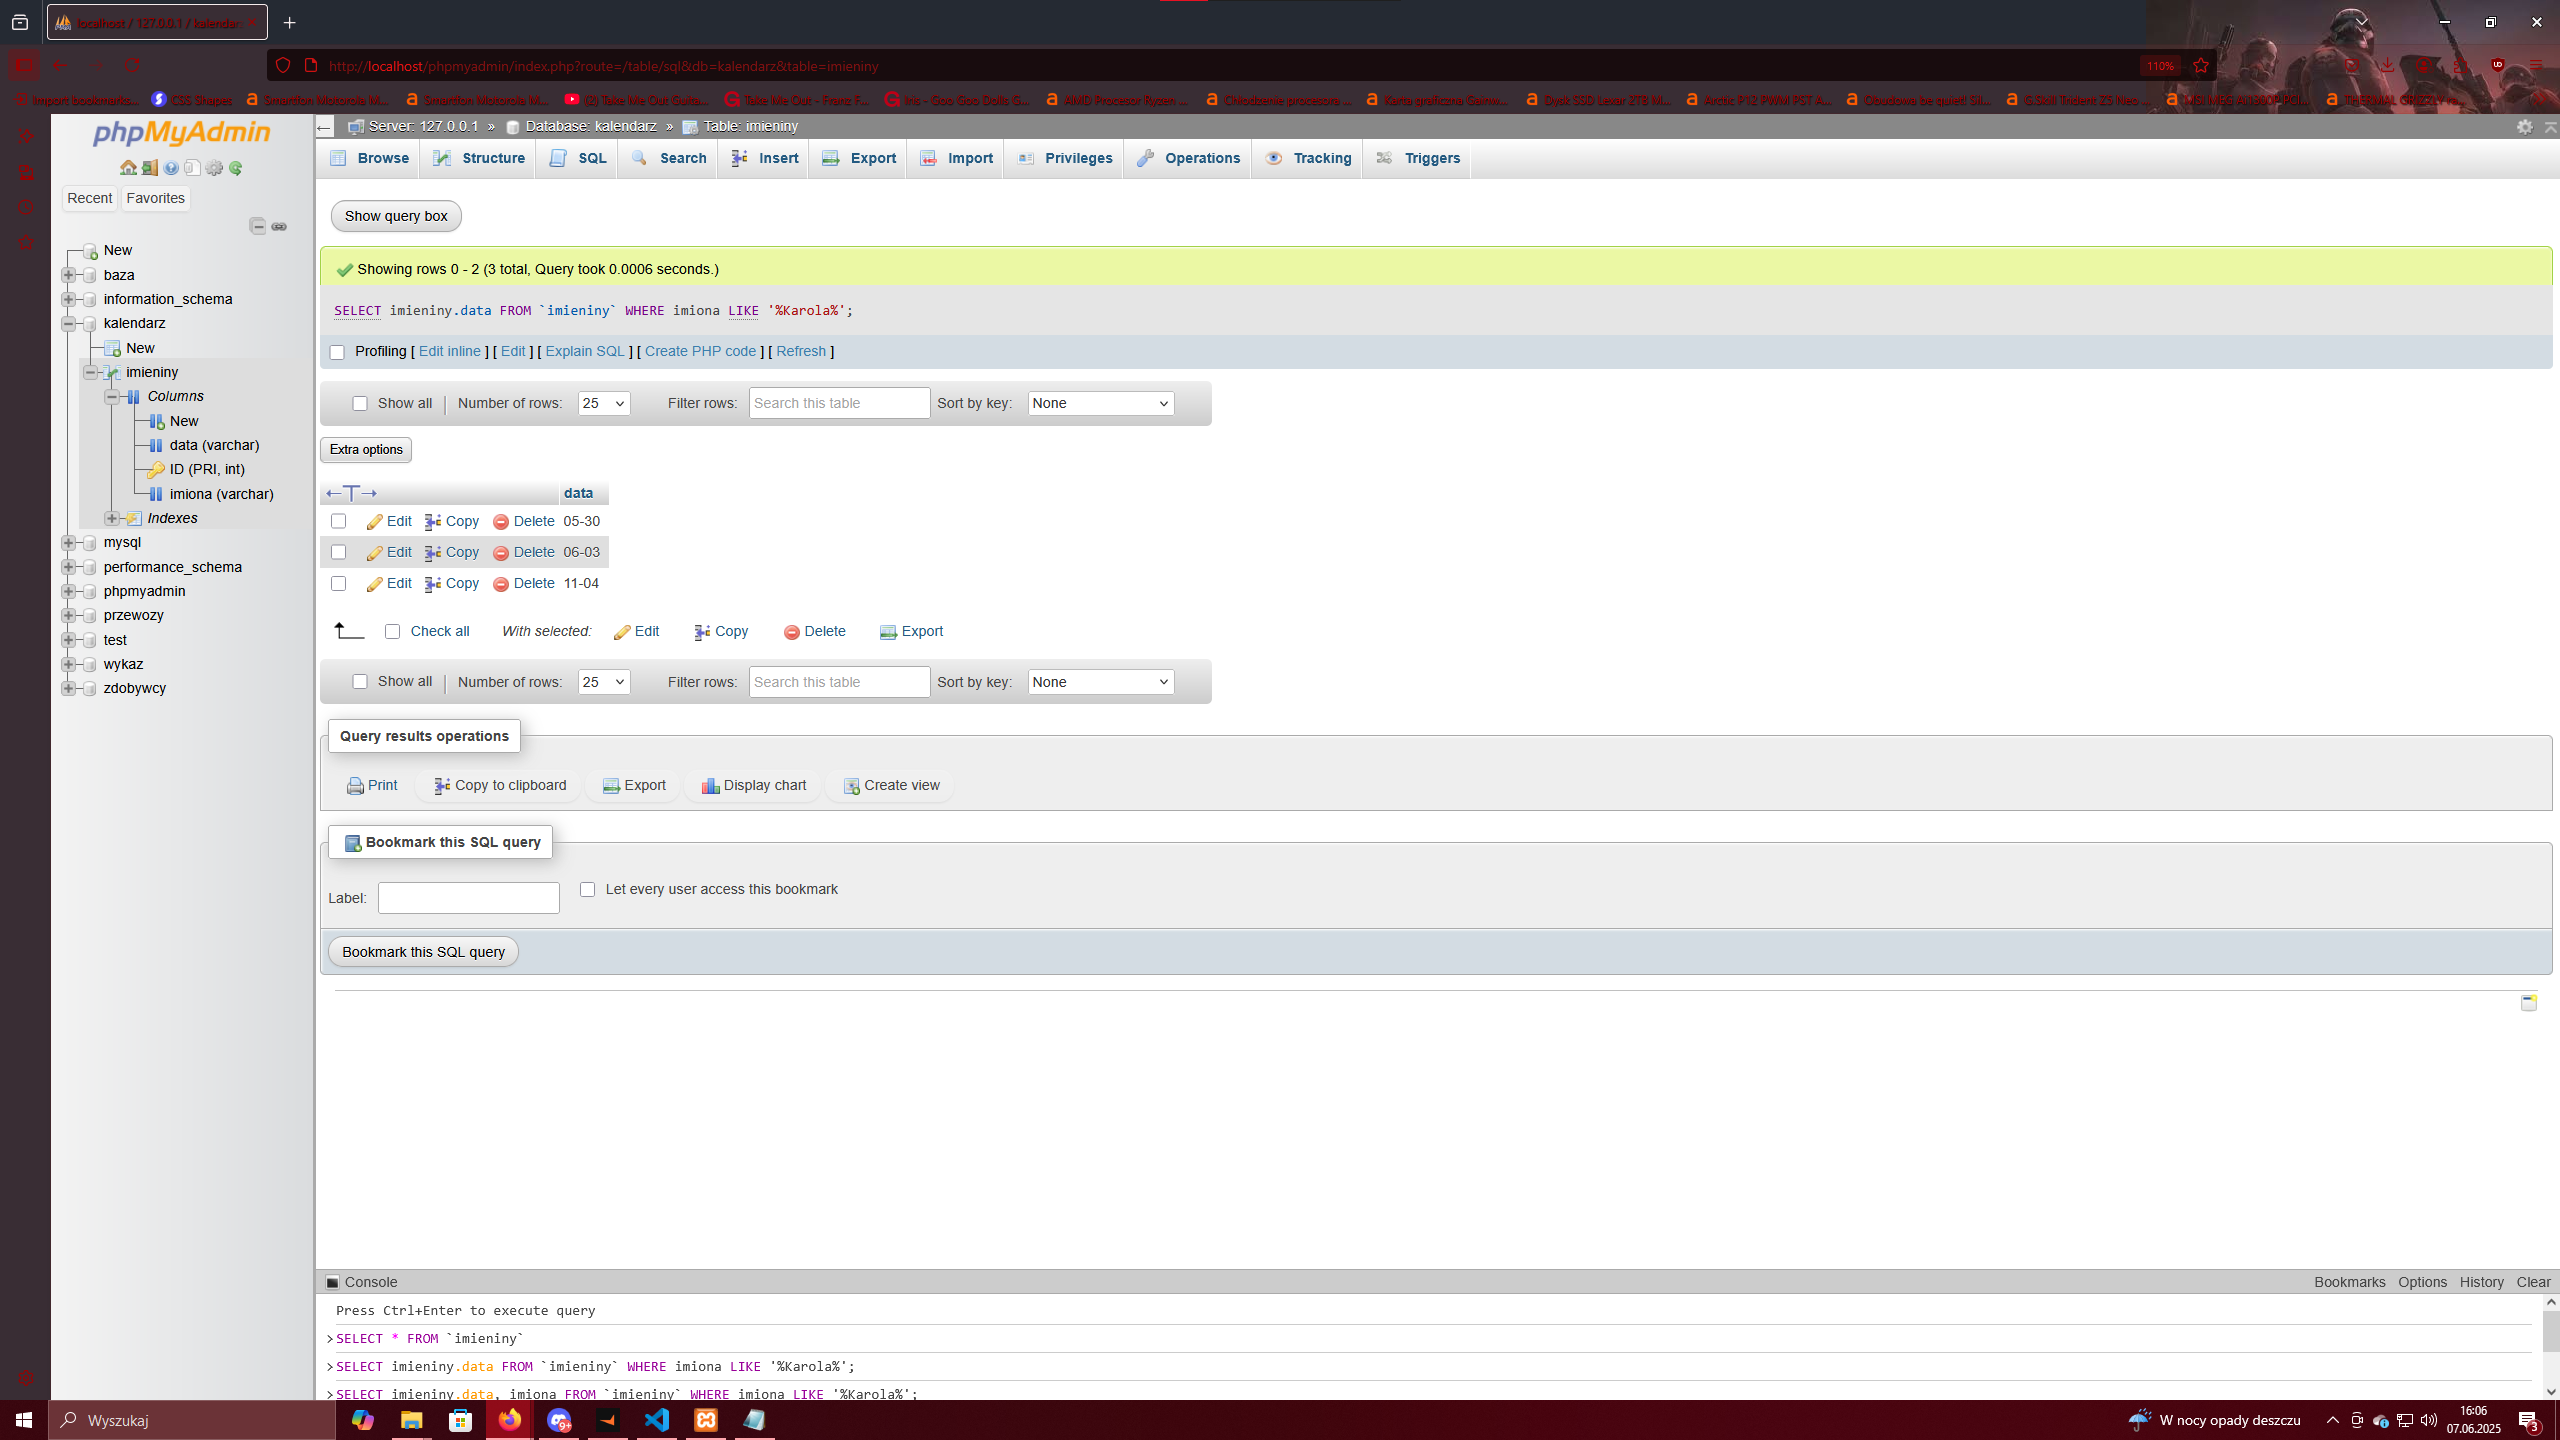 localhost / 127.0.0.1 / kalendar
http://localhost/phpmyadmin/index.php?route=/table/sql&db=kalendarz&table=imieniny
110%
Import bookmarks... CSS Shapes Smartfon Motorola M... Smartfon Motorola M... (2) Take Me Out Guita... Take Me Out - Franz F... Iris - Goo Goo Dolls G... AMD Procesor Ryzen ... Chłodzenie procesora ... Karta graficzna Gainw... Dysk SSD Lexar 2TB M... Arctic P12 PWM PST A... Obudowa be quiet! Sil... G.Skill Trident Z5 Neo ... THERMAL GRIZZLY
phpMyAdmin
Recent Favorites
New
baza
information_schema
kalendarz
New
imieniny
Columns
New
data (varchar)
ID (PRI, int)
imiona (varchar)
Indexes
mysql
performance_schema
phpmyadmin
przewozy
test
wykaz
zdobywcy
Server: 127.0.0.1 » Database: kalendarz » Table: imieniny
Browse Structure SQL Search Insert Export Import Privileges Operations Tracking Triggers
Show query box
Showing rows 0 - 2 (3 total, Query took 0.0006 seconds.)
SELECT imieniny.data FROM `imieniny` WHERE imiona LIKE '%Karola%';
Profiling [ Edit inline ] [ Edit ] [ Explain SQL ] [ Create PHP code ] [ Refresh ]
Show all Number of rows: 25 Filter rows: Search this table Sort by key: None
Extra options
←T→ data
Edit Copy Delete 05-30
Edit Copy Delete 06-03
Edit Copy Delete 11-04
Check all With selected: Edit Copy Delete Export
Show all Number of rows: 25 Filter rows: Search this table Sort by key: None
Query results operations
Print Copy to clipboard Export Display chart Create view
Bookmark this SQL query
Label: Let every user access this bookmark
Bookmark this SQL query
Console Bookmarks Options History Clear
Press Ctrl+Enter to execute query
>SELECT * FROM `imieniny`
>SELECT imieniny.data FROM `imieniny` WHERE imiona LIKE '%Karola%';
>SELECT imieniny.data, imiona FROM `imieniny` WHERE imiona LIKE '%Karola%';
Wyszukaj 9+ W nocy opady deszczu 16:06
07.06.2025 3